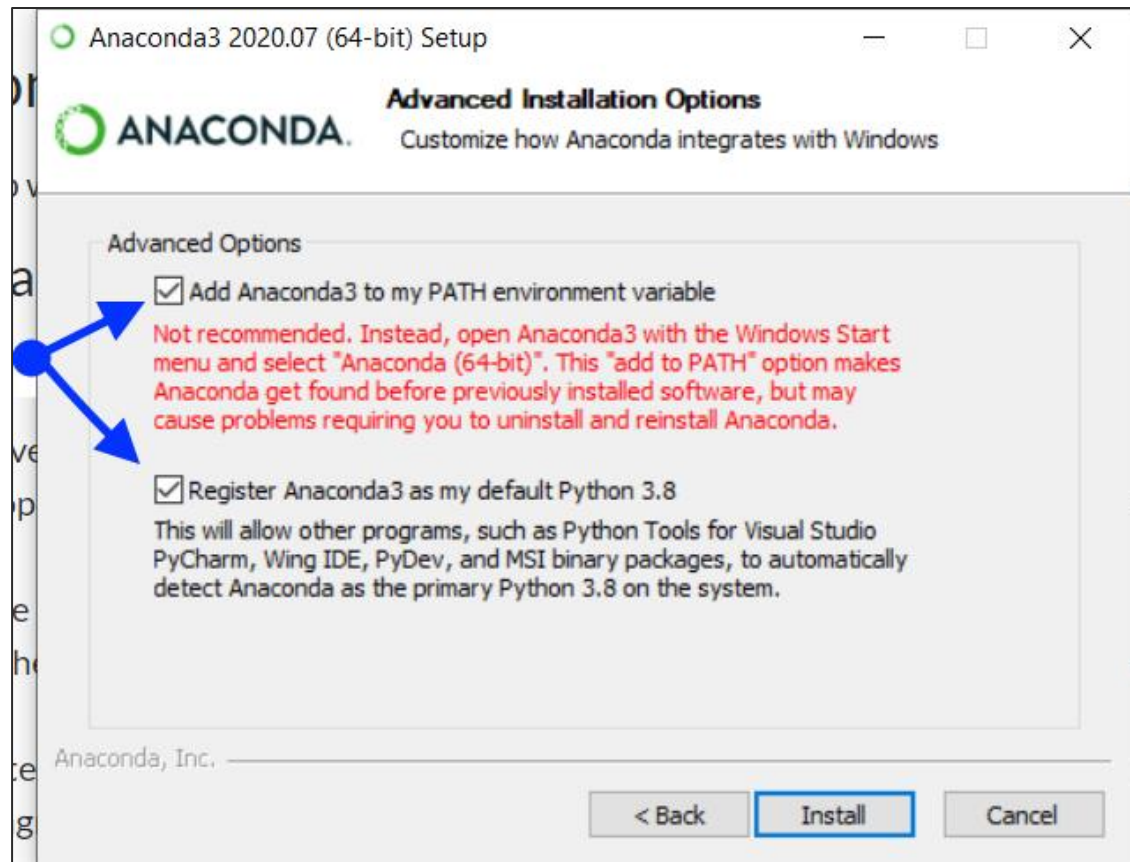 Anaconda3 2020.07 (64-bit) Setup
ANACONDA.
Advanced Installation Options
Customize how Anaconda integrates with Windows
Advanced Options
Add Anaconda3 to my PATH environment variable
Not recommended. Instead, open Anaconda3 with the Windows Start
menu and select "Anaconda (64-bit)". This "add to PATH" option makes
Anaconda get found before previously installed software, but may
cause problems requiring you to uninstall and reinstall Anaconda.
Register Anaconda3 as my default Python 3.8
This will allow other programs, such as Python Tools for Visual Studio
PyCharm, Wing IDE, PyDev, and MSI binary packages, to automatically
detect Anaconda as the primary Python 3.8 on the system.
Anaconda, Inc.
< Back Install Cancel